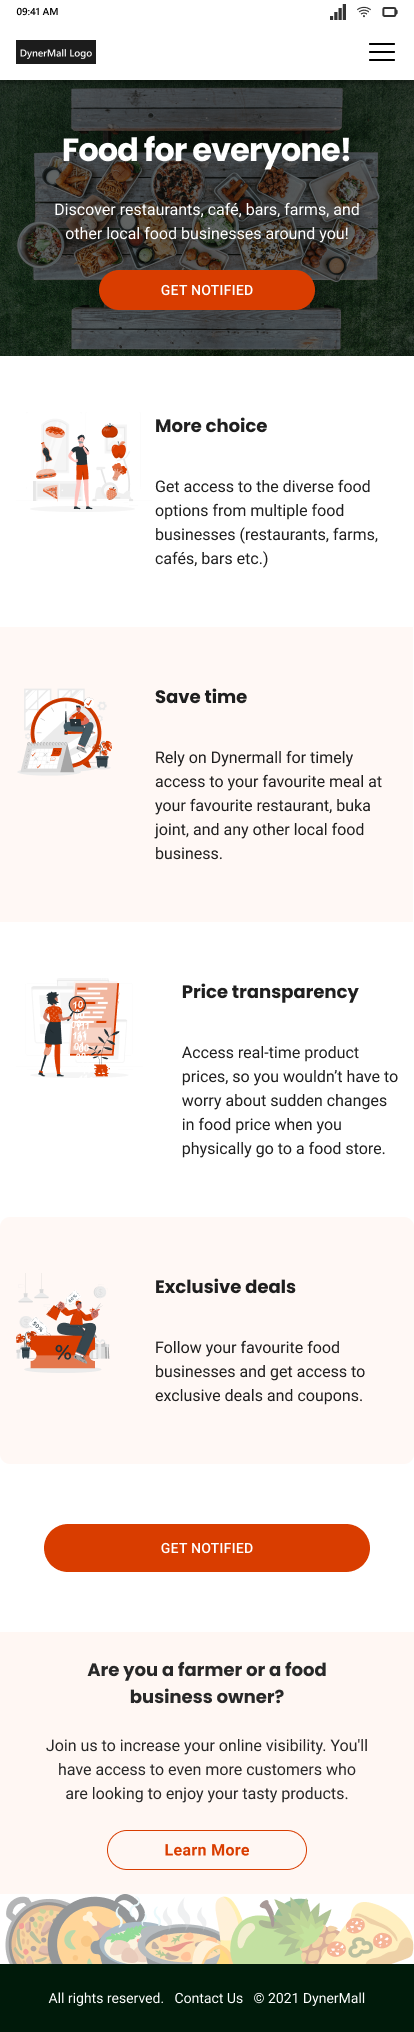 09:41 AM
DynerMall Logo
Food for everyone!
Discover restaurants, café, bars, farms, and
other local food businesses around you!
GET NOTIFIED
More choice
Get access to the diverse food
options from multiple food
businesses (restaurants, farms,
cafés, bars etc.)
Save time
Rely on Dynermall for timely
access to your favourite meal at
your favourite restaurant, buka
joint, and any other local food
business.
Price transparency
Access real-time product
prices, so you wouldn't have to
worry about sudden changes
in food price when you
physically go to a food store.
Exclusive deals
Follow your favourite food
businesses and get access to
exclusive deals and coupons.
50%
%
GET NOTIFIED
Are you a farmer or a food
business owner?
Join us to increase your online visibility. You'll
have access to even more customers who
are looking to enjoy your tasty products.
Learn More
All rights reserved. Contact Us © 2021 DynerMall